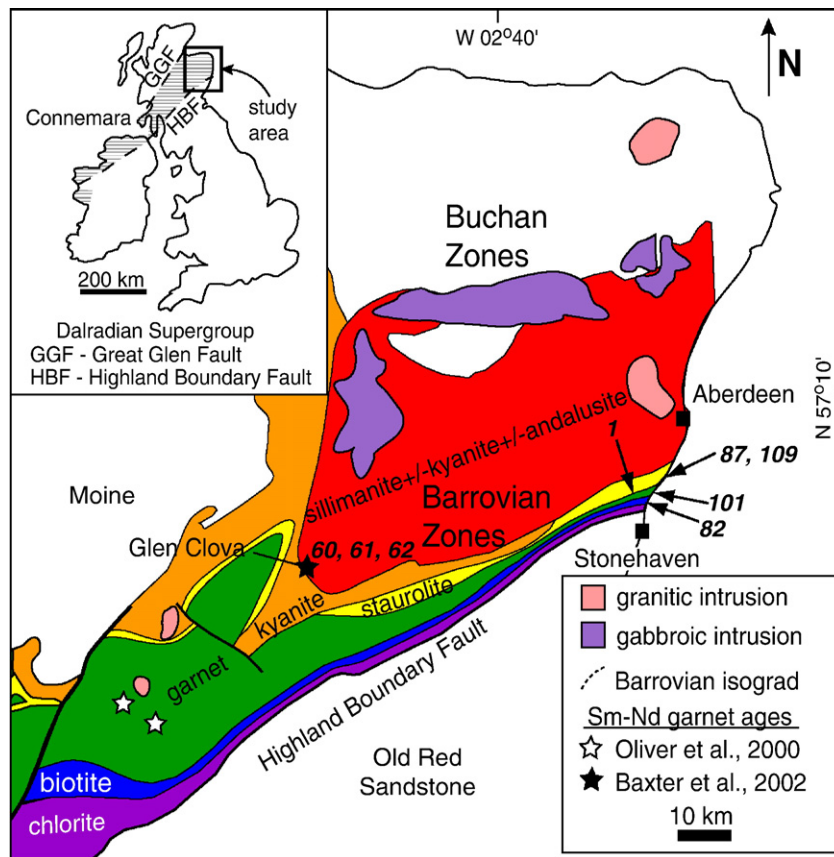 W 02°40'
N
GGF
HBF
study
area
Connemara
200 km
Dalradian Supergroup
GGF - Great Glen Fault
HBF - Highland Boundary Fault
Buchan
Zones
N 57°10'
Aberdeen
sillimanite+/-kyanite+/-andalusite
1
87, 109
Moine
Barrovian
Zones
101
82
Glen Clova
60, 61, 62
Stonehaven
kyanite
staurolite
garnet
Highland Boundary Fault
Old Red
Sandstone
biotite
chlorite
granitic intrusion
gabbroic intrusion
Barrovian isograd
Sm-Nd garnet ages
Oliver et al., 2000
Baxter et al., 2002
10 km